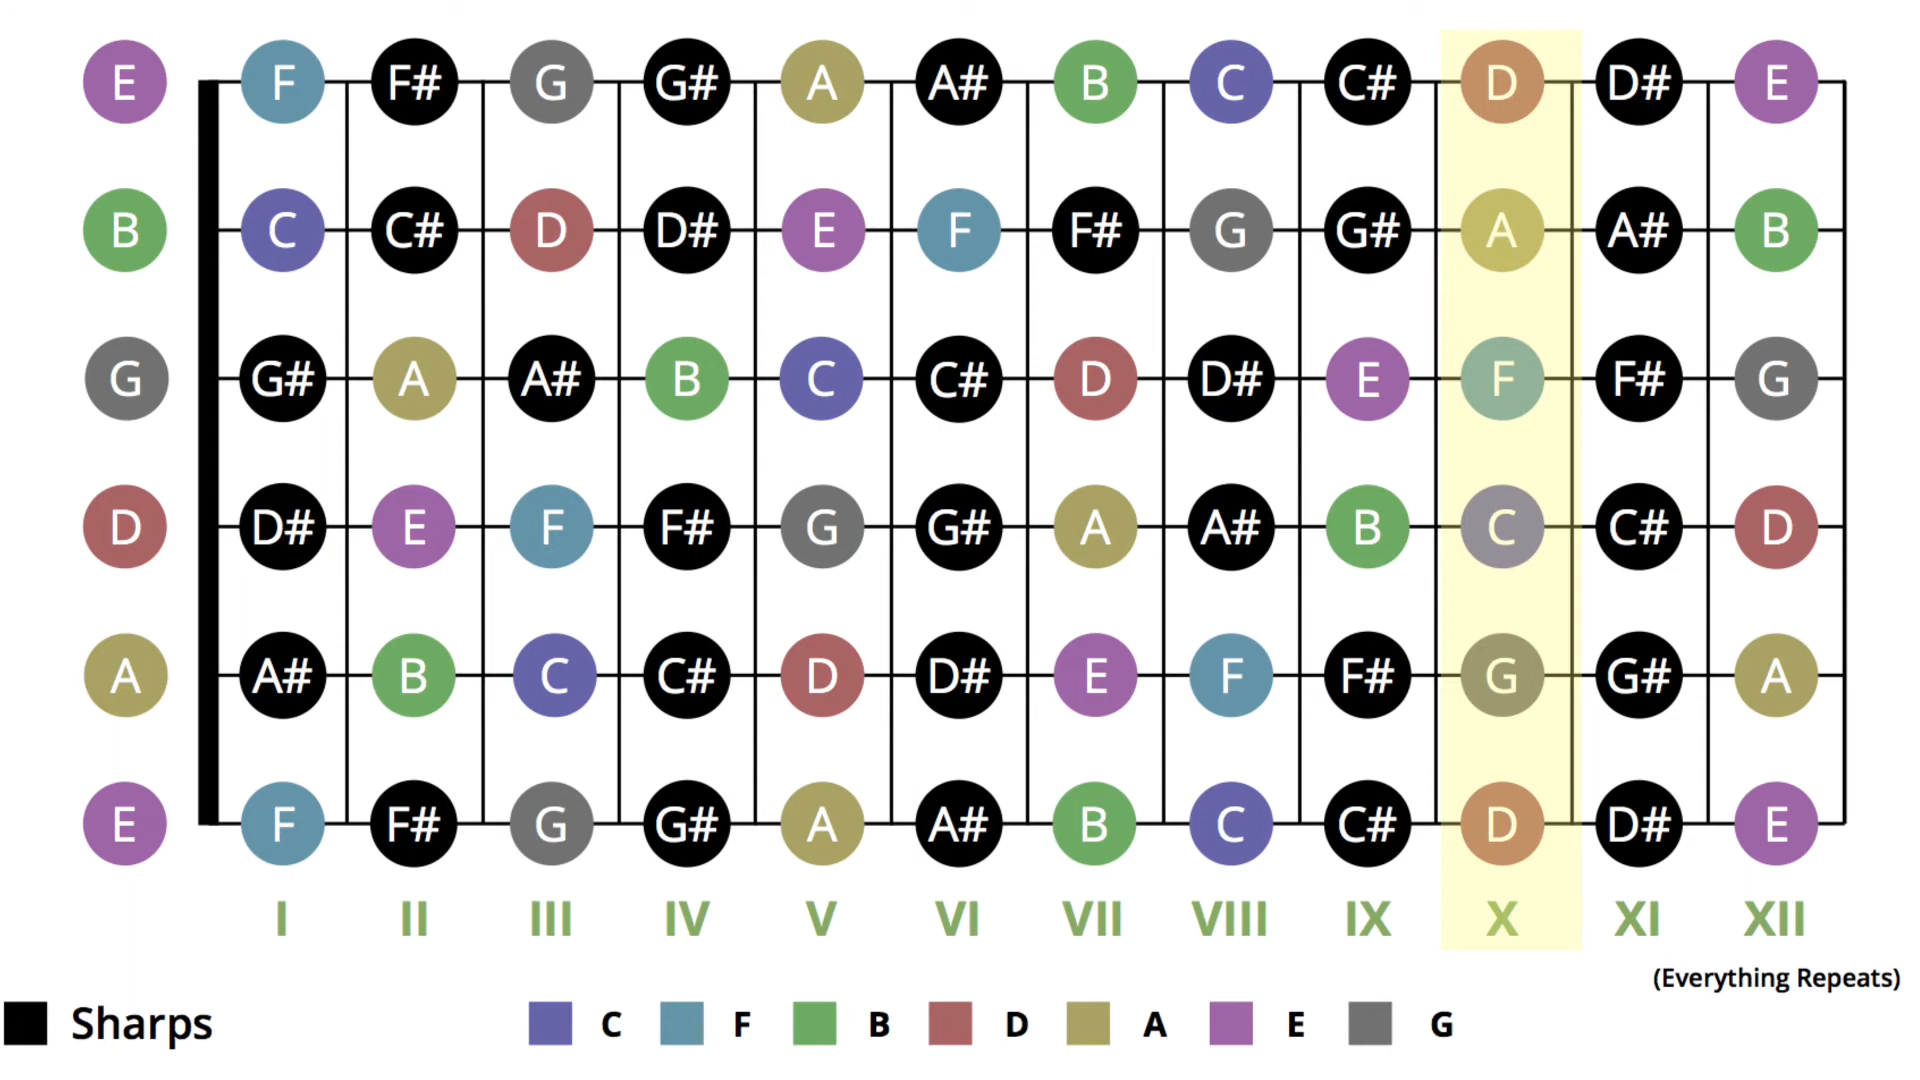 E F F# G G# A A# B C C# D D# E
B C C# D D# E F F# G G# A A# B
G G# A A# B C C# D D# E F F# G
D D# E F F# G G# A A# B C C# D
A A# B C C# D D# E F F# G G# A
E F F# G G# A A# B C C# D D# E
I II III IV V VI VII VIII IX X XI XII
(Everything Repeats)
Sharps C F B D A E G